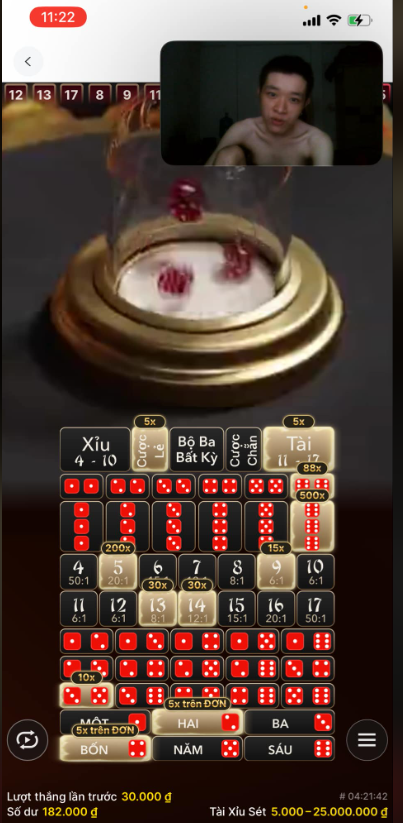 11:22
12 13 17 8 9 11
5x 5x
Xỉu Cược Lẻ Bộ Ba Cược Chẵn Tài
4 - 10 Bất Kỳ 11 - 17
88x
500x
200x 15x
4 5 6 7 8 9 10
50:1 20:1 8:1 6:1 6:1
30x 30x
11 12 13 14 15 16 17
6:1 6:1 8:1 12:1 15:1 20:1 50:1
10x
5x trên ĐƠN
MỘT HAI BA
5x trên ĐƠN
BỐN NĂM SÁU
Lượt thắng lần trước 30.000 ₫ # 04:21:42
Số dư 182.000 ₫ Tài Xỉu Sét 5.000–25.000.000 ₫